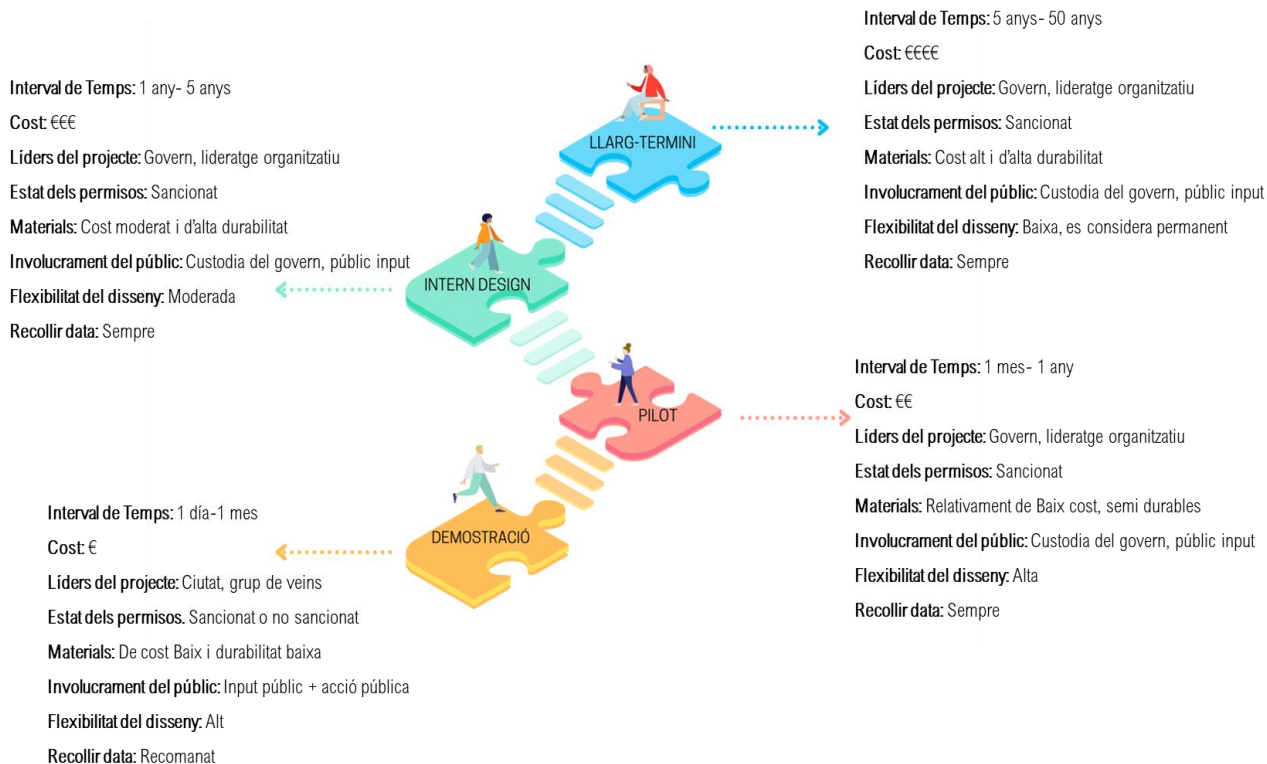 Interval de Temps: 5 anys- 50 anys
Cost: €€€€
Líders del projecte: Govern, lideratge organitzatiu
Estat dels permisos: Sancionat
Materials: Cost alt i d'alta durabilitat
Involucrament del públic: Custodia del govern, públic input
Flexibilitat del disseny: Baixa, es considera permanent
Recollir data: Sempre
LLARG-TERMINI
Interval de Temps: 1 any- 5 anys
Cost: €€€
Líders del projecte: Govern, lideratge organitzatiu
Estat dels permisos: Sancionat
Materials: Cost moderat i d'alta durabilitat
Involucrament del públic: Custodia del govern, públic input
Flexibilitat del disseny: Moderada
Recollir data: Sempre
INTERN DESIGN
Interval de Temps: 1 mes- 1 any
Cost: €€
Líders del projecte: Govern, lideratge organitzatiu
Estat dels permisos: Sancionat
Materials: Relativament de Baix cost, semi durables
Involucrament del públic: Custodia del govern, públic input
Flexibilitat del disseny: Alta
Recollir data: Sempre
PILOT
DEMOSTRACIÓ
Interval de Temps: 1 día-1 mes
Cost: €
Líders del projecte: Ciutat, grup de veins
Estat dels permisos. Sancionat o no sancionat
Materials: De cost Baix i durabilitat baixa
Involucrament del públic: Input públic + acció pública
Flexibilitat del disseny: Alt
Recollir data: Recomanat